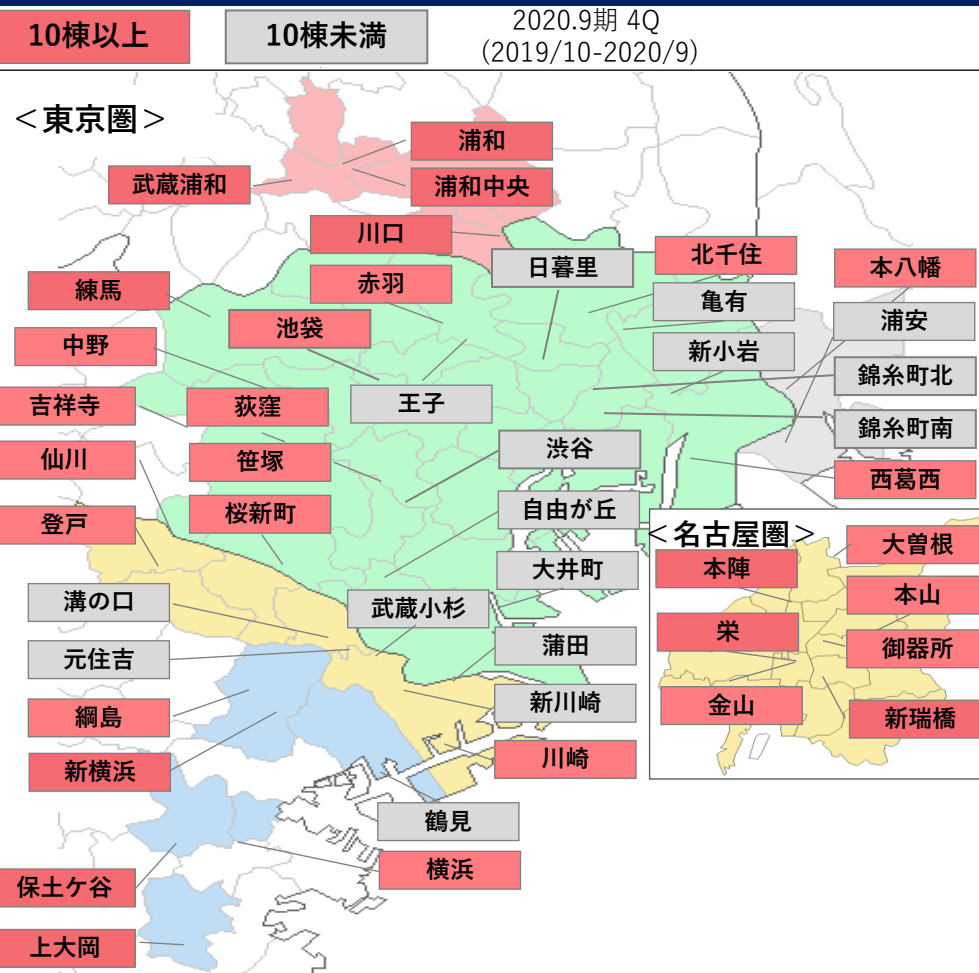 10棟以上
10棟未満
2020.9期 4Q
(2019/10-2020/9)
＜東京圏＞
浦和
武蔵浦和
浦和中央
川口
日暮里
北千住
本八幡
練馬
赤羽
亀有
浦安
池袋
中野
新小岩
錦糸町北
吉祥寺
荻窪
王子
錦糸町南
仙川
笹塚
渋谷
西葛西
登戸
桜新町
自由が丘
＜名古屋圏＞
大曽根
本陣
大井町
溝の口
武蔵小杉
本山
栄
元住吉
蒲田
御器所
綱島
新川崎
金山
新瑞橋
新横浜
川崎
鶴見
横浜
保土ケ谷
上大岡